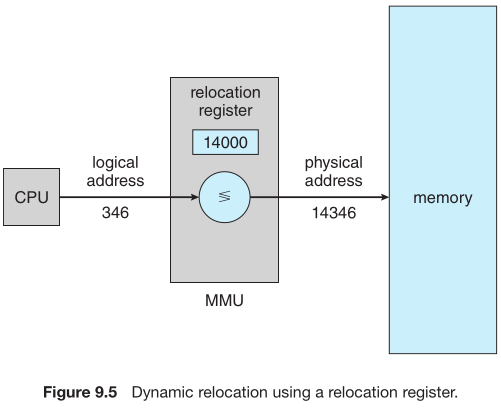 relocation
register
14000
logical
address
physical
address
CPU
≶
memory
346
14346
MMU
Figure 9.5 Dynamic relocation using a relocation register.